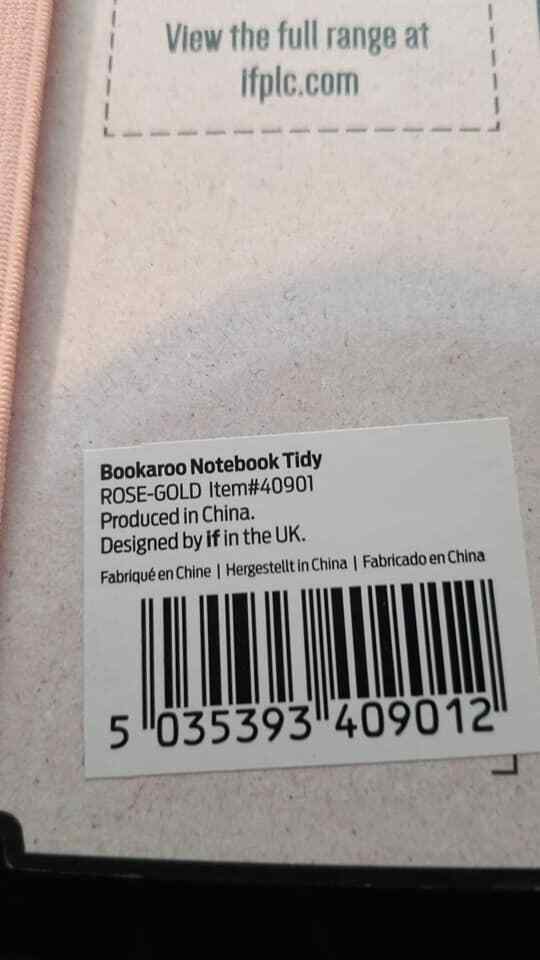 View the full range at
ifplc.com
Bookaroo Notebook Tidy
ROSE-GOLD Item#40901
Produced in China.
Designed by if in the UK.
Fabriqué en Chine | Hergestellt in China | Fabricado en China
5 035393 409012